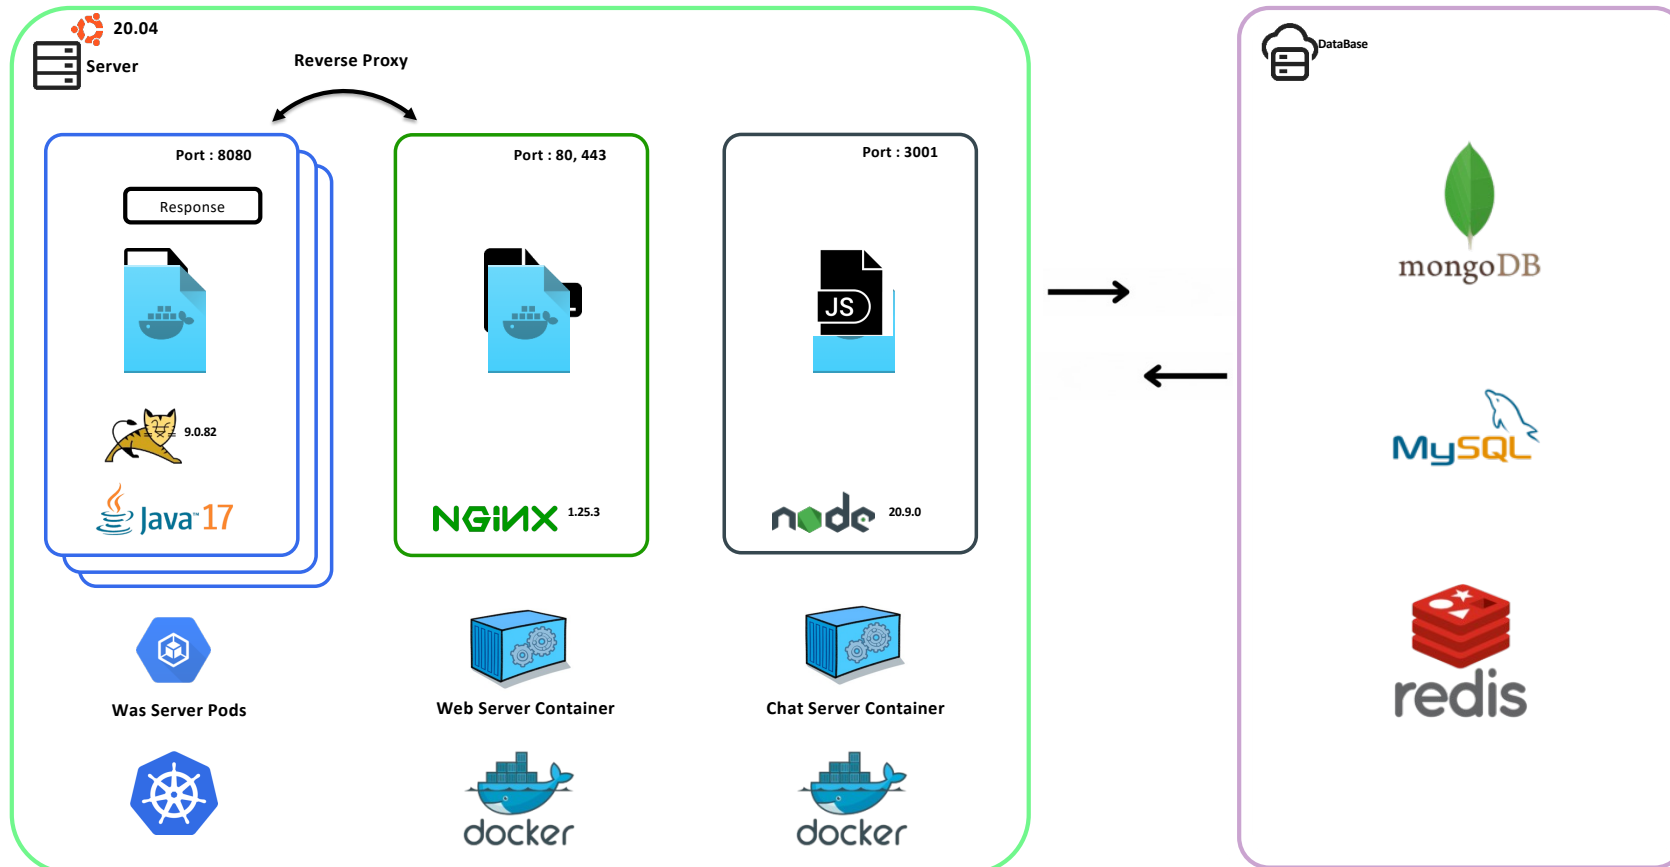 20.04
Server
DataBase
Reverse Proxy
Port : 8080
Port : 80, 443
Port : 3001
Response
JS
mongoDB
9.0.82
MySQL
Java™ 17
NGINX 1.25.3
node 20.9.0
redis
Was Server Pods
Web Server Container
Chat Server Container
docker
docker